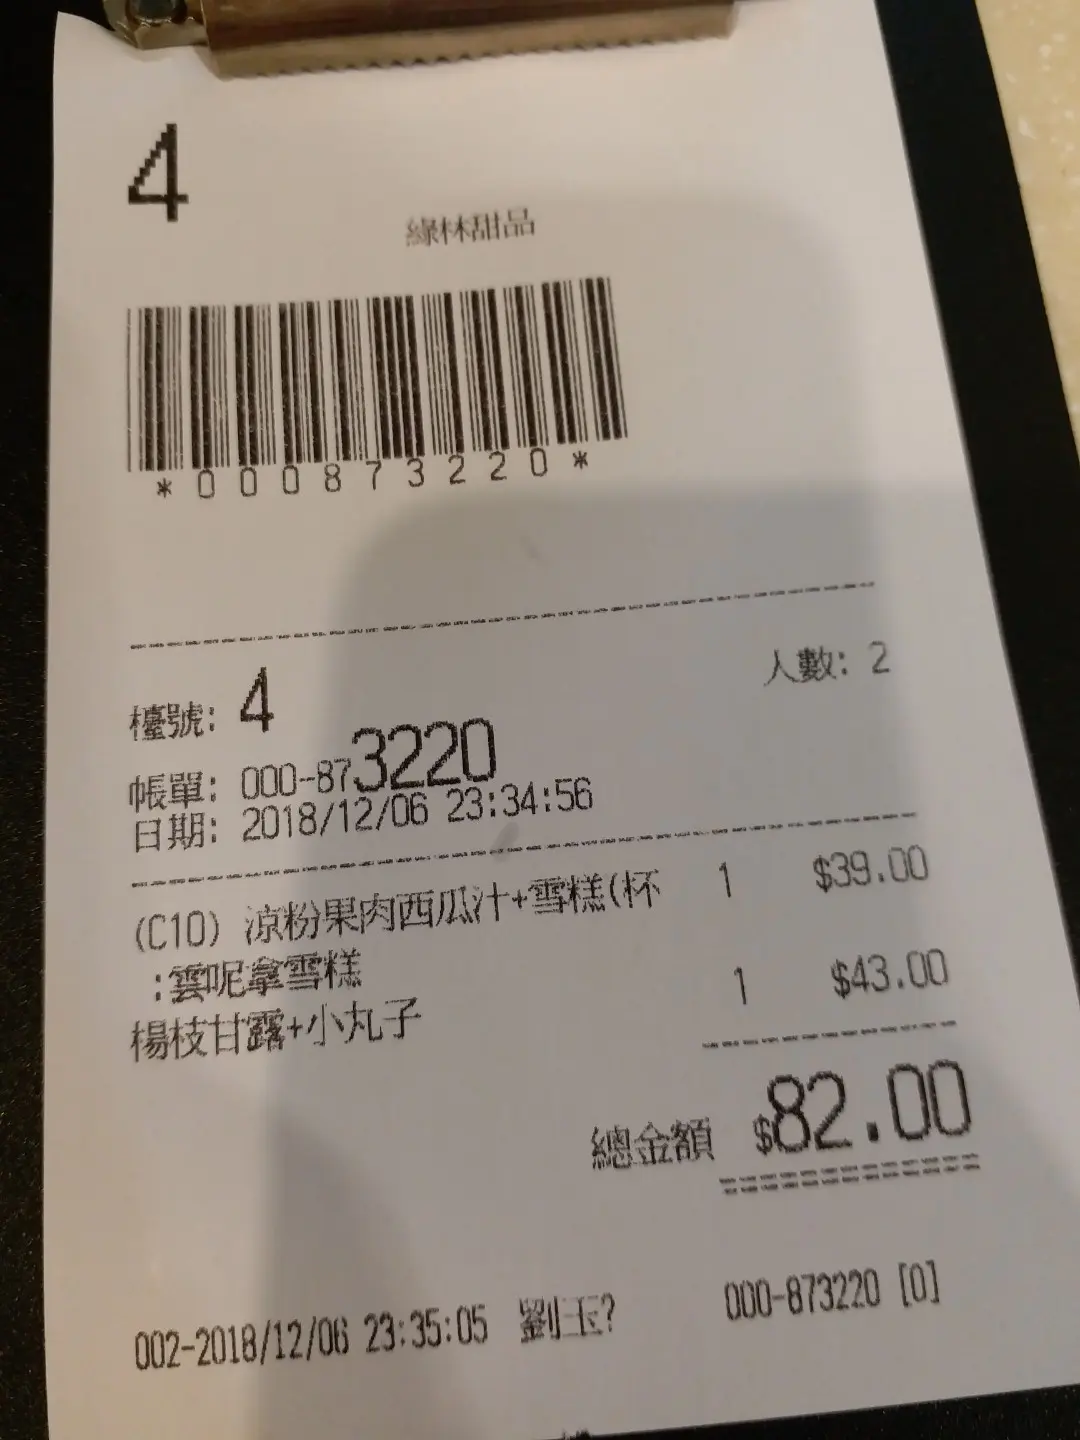 4
綠林甜品
*000873220*
檯號: 4
人數: 2
帳單: 000-873220
日期: 2018/12/06 23:34:56
(C10) 涼粉果肉西瓜汁+雪糕(杯 1 $39.00
:雲呢拿雪糕
楊枝甘露+小丸子 1 $43.00
總金額 $82.00
002-2018/12/06 23:35:05 劉玉? 000-873220 [0]